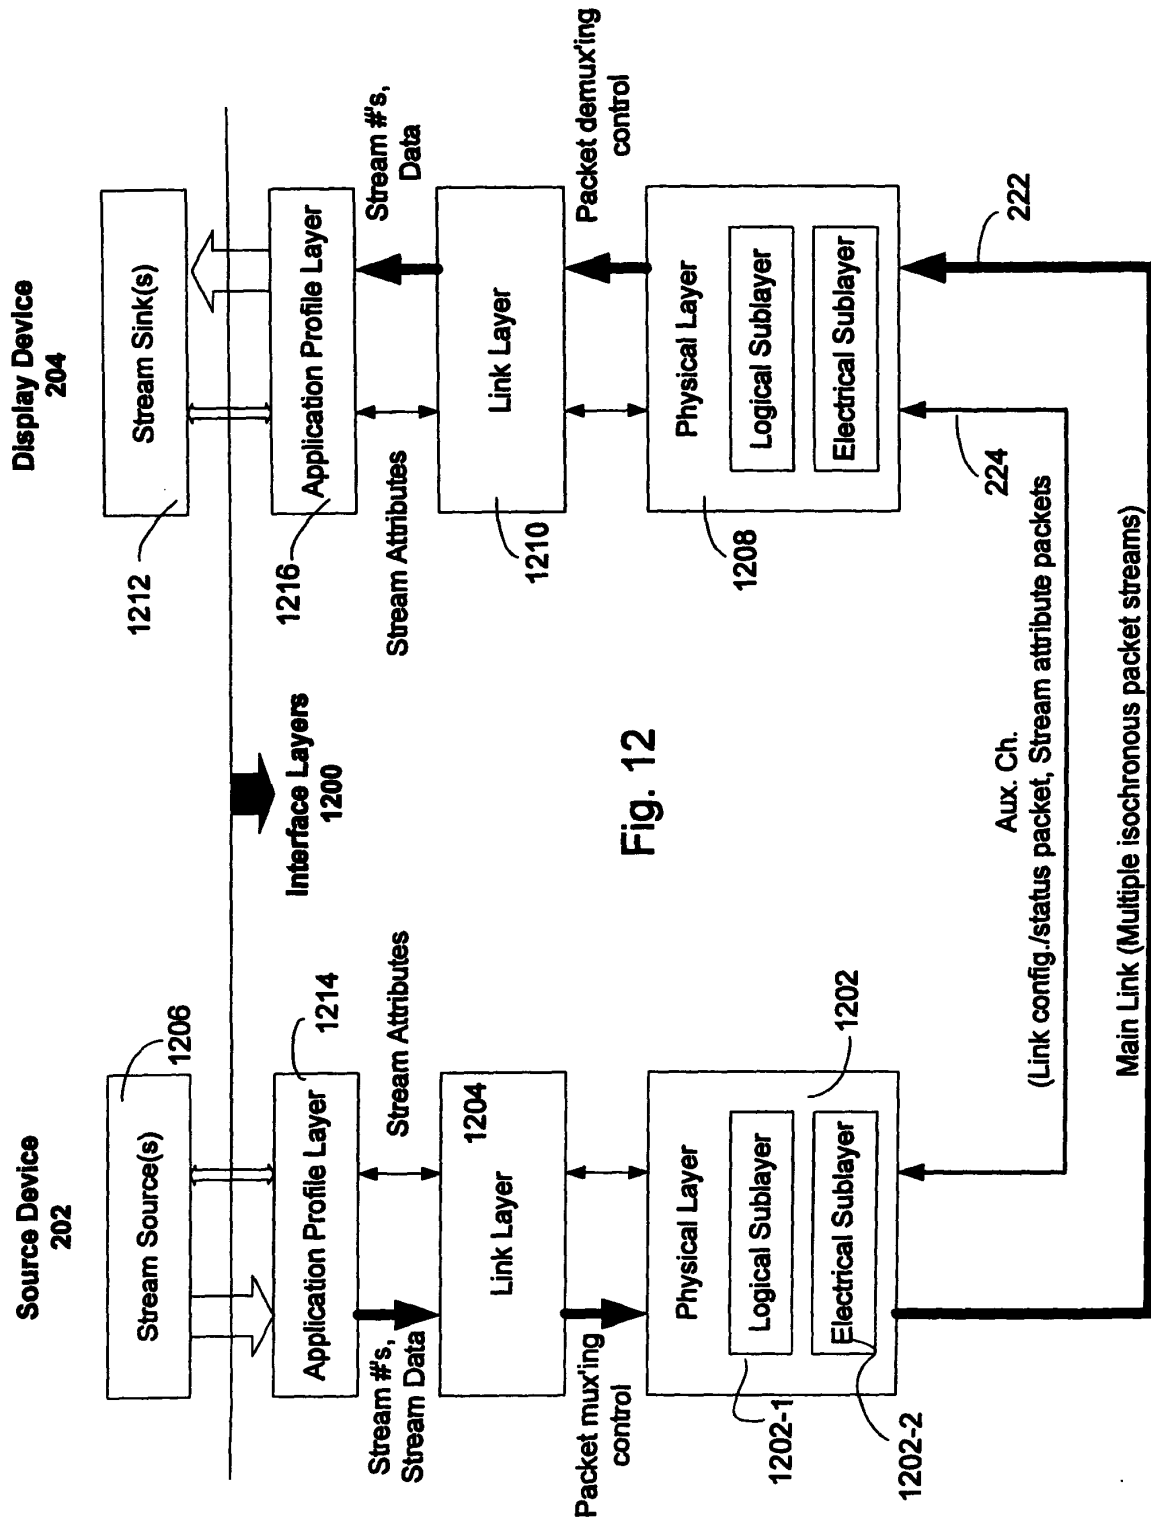 Source Device
202
Display Device
204
Stream Source(s)
1206
Stream Sink(s)
1212
Application Profile Layer
1214
Interface Layers
1200
Application Profile Layer
1216
Stream #'s,
Stream Data
Stream Attributes
Stream Attributes
Stream #'s,
Data
1204
Link Layer
Link Layer
1210
Packet mux'ing
control
Packet demux'ing
control
Fig. 12
Physical Layer
1202
Logical Sublayer
1202-1
Electrical Sublayer
1202-2
Physical Layer
1208
Logical Sublayer
Electrical Sublayer
Aux. Ch.
(Link config./status packet, Stream attribute packets
224
222
Main Link (Multiple isochronous packet streams)